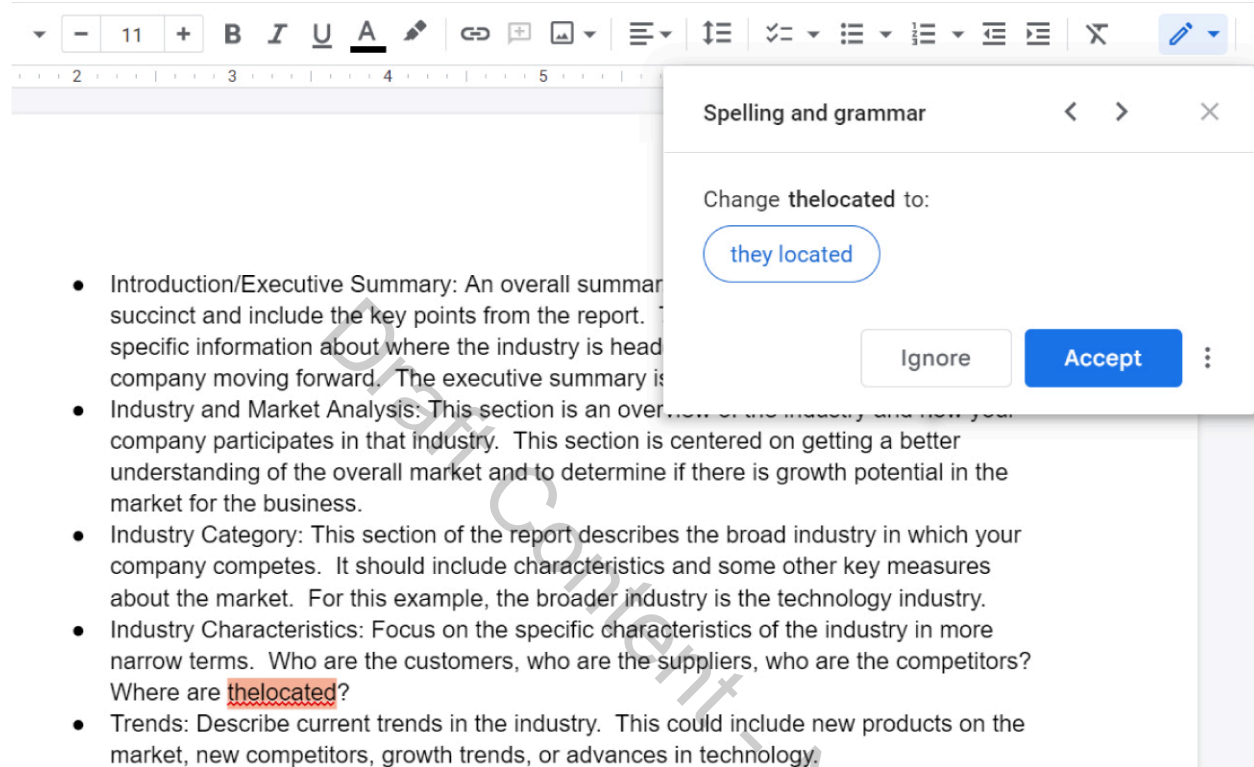 11
B I U A
2 3 4 5
Spelling and grammar
Change thelocated to:
they located
Ignore Accept
● Introduction/Executive Summary: An overall summar
succinct and include the key points from the report.
specific information about where the industry is head
company moving forward. The executive summary is
● Industry and Market Analysis: This section is an overview of the industry and how your
company participates in that industry. This section is centered on getting a better
understanding of the overall market and to determine if there is growth potential in the
market for the business.
● Industry Category: This section of the report describes the broad industry in which your
company competes. It should include characteristics and some other key measures
about the market. For this example, the broader industry is the technology industry.
● Industry Characteristics: Focus on the specific characteristics of the industry in more
narrow terms. Who are the customers, who are the suppliers, who are the competitors?
Where are thelocated?
● Trends: Describe current trends in the industry. This could include new products on the
market, new competitors, growth trends, or advances in technology.
Draft Content_